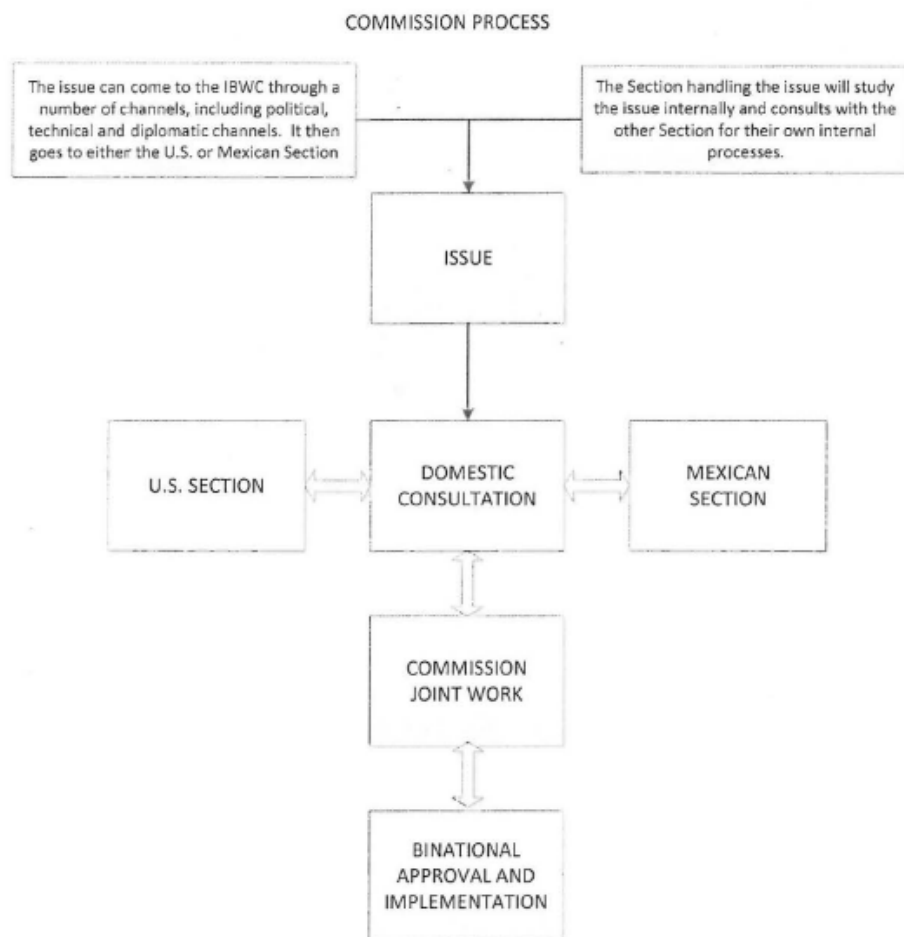 COMMISSION PROCESS
The issue can come to the IBWC through a
number of channels, including political,
technical and diplomatic channels. It then
goes to either the U.S. or Mexican Section
The Section handling the issue will study
the issue internally and consults with the
other Section for their own internal
processes.
ISSUE
U.S. SECTION
DOMESTIC
CONSULTATION
MEXICAN
SECTION
COMMISSION
JOINT WORK
BINATIONAL
APPROVAL AND
IMPLEMENTATION